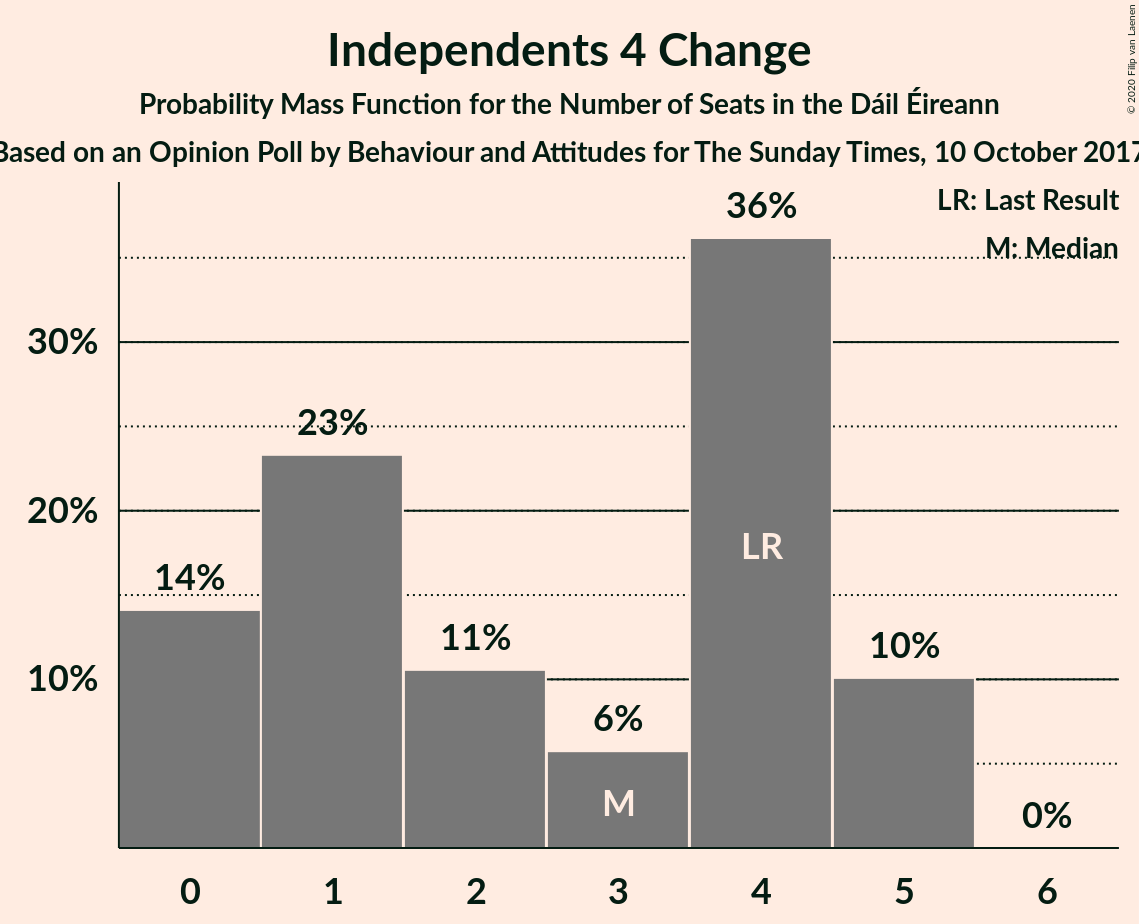 Independents 4 Change
Probability Mass Function for the Number of Seats in the Dáil Éireann
Based on an Opinion Poll by Behaviour and Attitudes for The Sunday Times, 10 October 2017
© 2020 Filip van Laenen
LR: Last Result
M: Median
36%
30%
23%
20%
LR
14%
11%
10%
10%
6%
M
0%
0 1 2 3 4 5 6